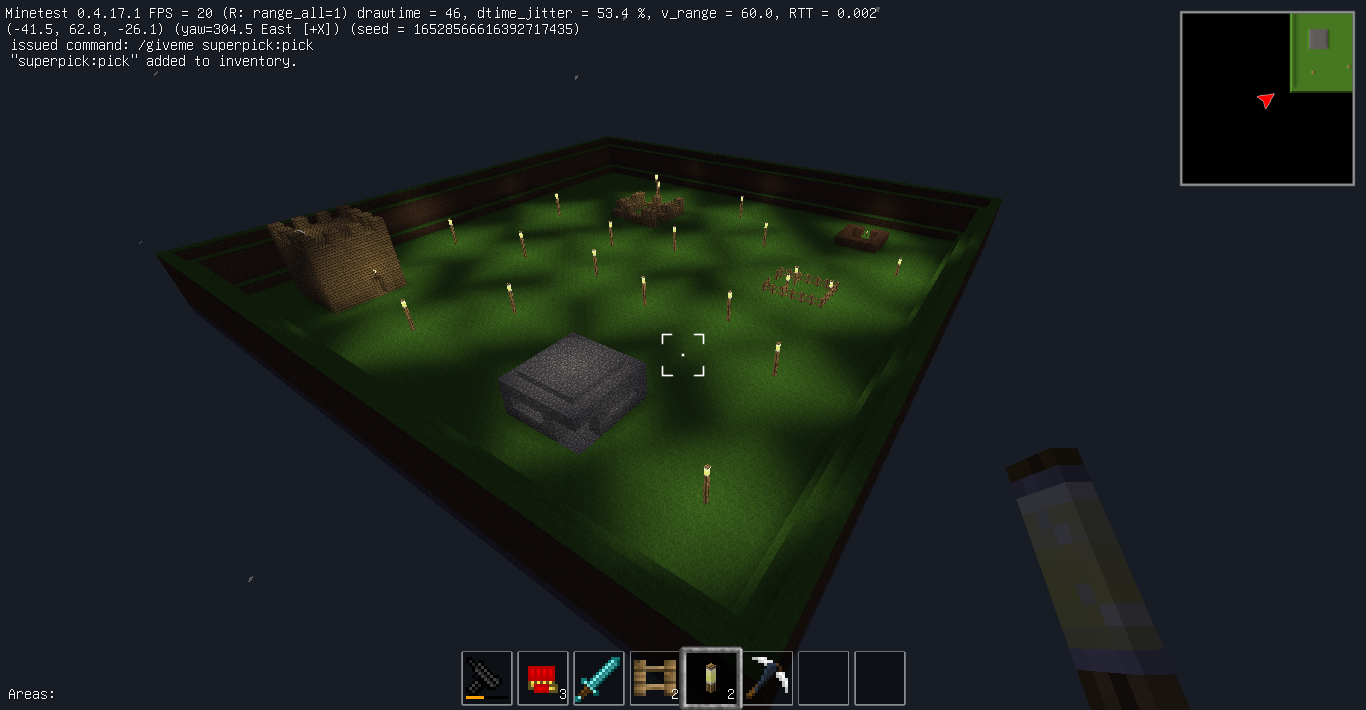 Minetest 0.4.17.1 FPS = 20 (R: range_all=1) drawtime = 46, dtime_jitter = 53.4 %, v_range = 60.0, RTT = 0.002
(-41.5, 62.8, -26.1) (yaw=304.5 East [+X]) (seed = 16528566616392717435)
issued command: /giveme superpick:pick
"superpick:pick" added to inventory.
Areas:
3
2
2